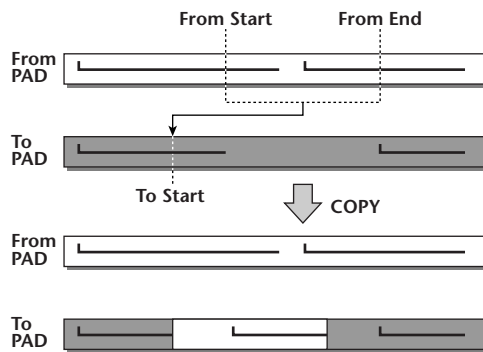 From Start
From End
From
PAD
To
PAD
To Start
COPY
From
PAD
To
PAD